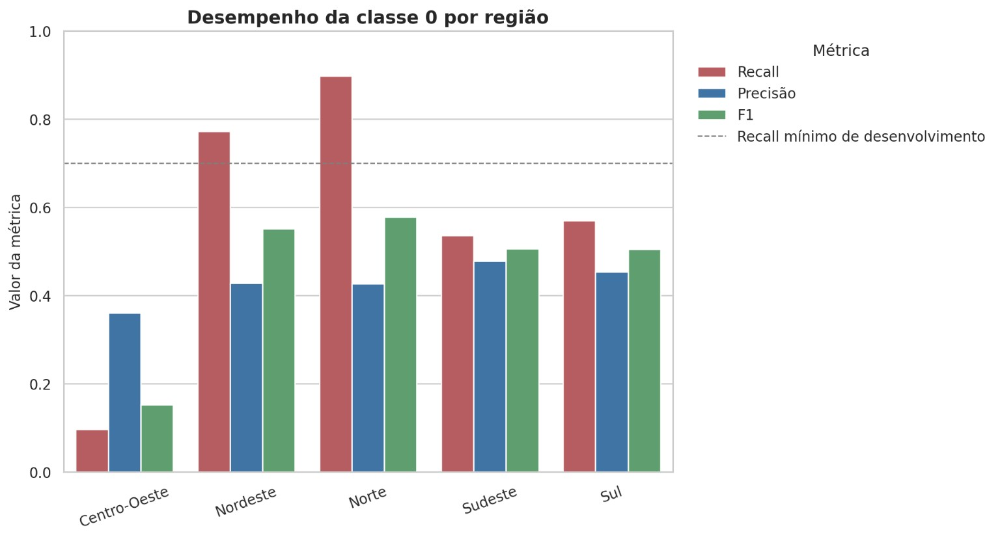 Desempenho da classe 0 por região
Valor da métrica
1.0
0.8
0.6
0.4
0.2
0.0
Centro-Oeste
Nordeste
Norte
Sudeste
Sul
Métrica
Recall
Precisão
F1
Recall mínimo de desenvolvimento